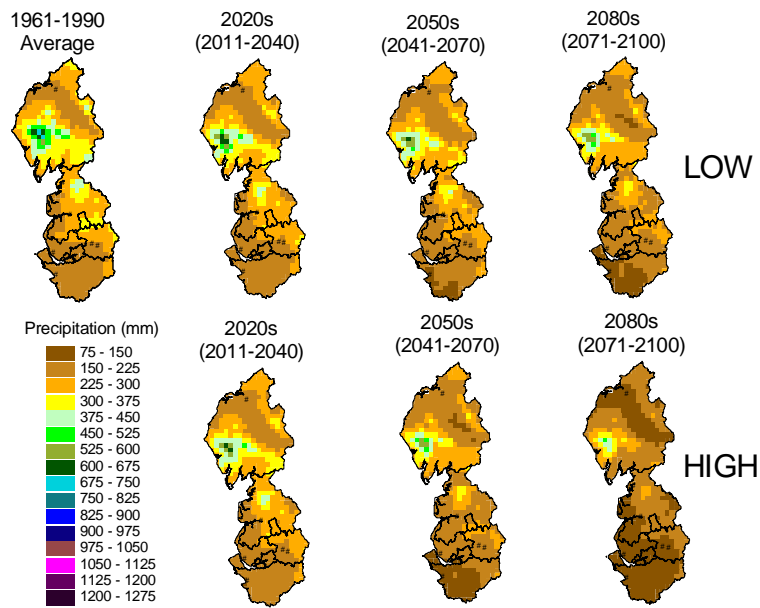 1961-1990
Average
2020s
(2011-2040)
2050s
(2041-2070)
2080s
(2071-2100)
LOW
Precipitation (mm)
75 - 150
150 - 225
225 - 300
300 - 375
375 - 450
450 - 525
525 - 600
600 - 675
675 - 750
750 - 825
825 - 900
900 - 975
975 - 1050
1050 - 1125
1125 - 1200
1200 - 1275
2020s
(2011-2040)
2050s
(2041-2070)
2080s
(2071-2100)
HIGH